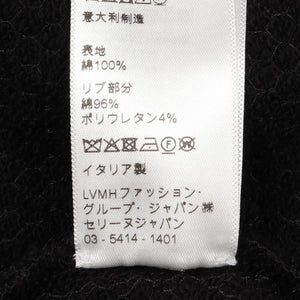 意大利制造
表地
綿100%
リブ部分
綿96%
ポリウレタン4%
イタリア製
LVMHファッション・
グループ・ジャパン㈱
セリーヌジャパン
03 - 5414 - 1401